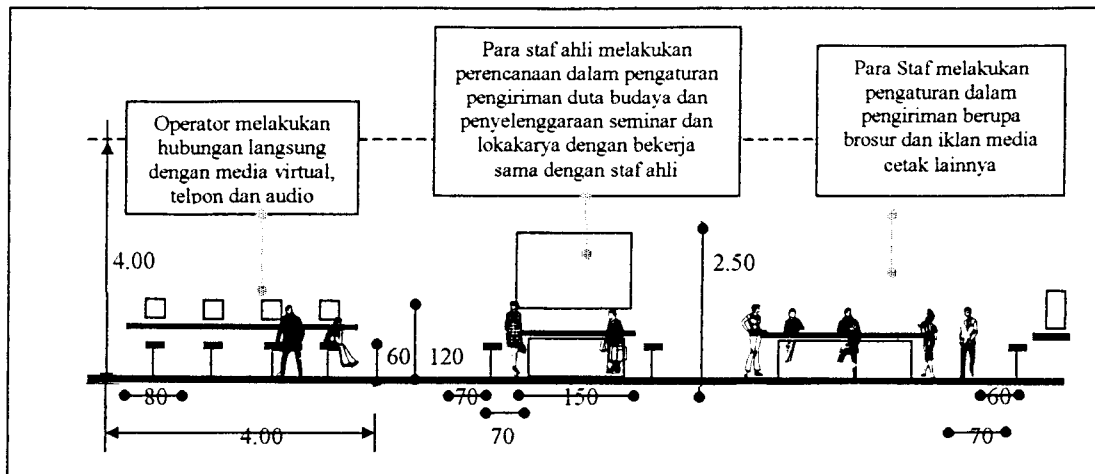 Operator melakukan
hubungan langsung
dengan media virtual,
telpon dan audio
Para staf ahli melakukan
perencanaan dalam pengaturan
pengiriman duta budaya dan
penyelenggaraan seminar dan
lokakarya dengan bekerja
sama dengan staf ahli
Para Staf melakukan
pengaturan dalam
pengiriman berupa
brosur dan iklan media
cetak lainnya
4.00
2.50
60
120
80
70
150
60
4.00
70
70